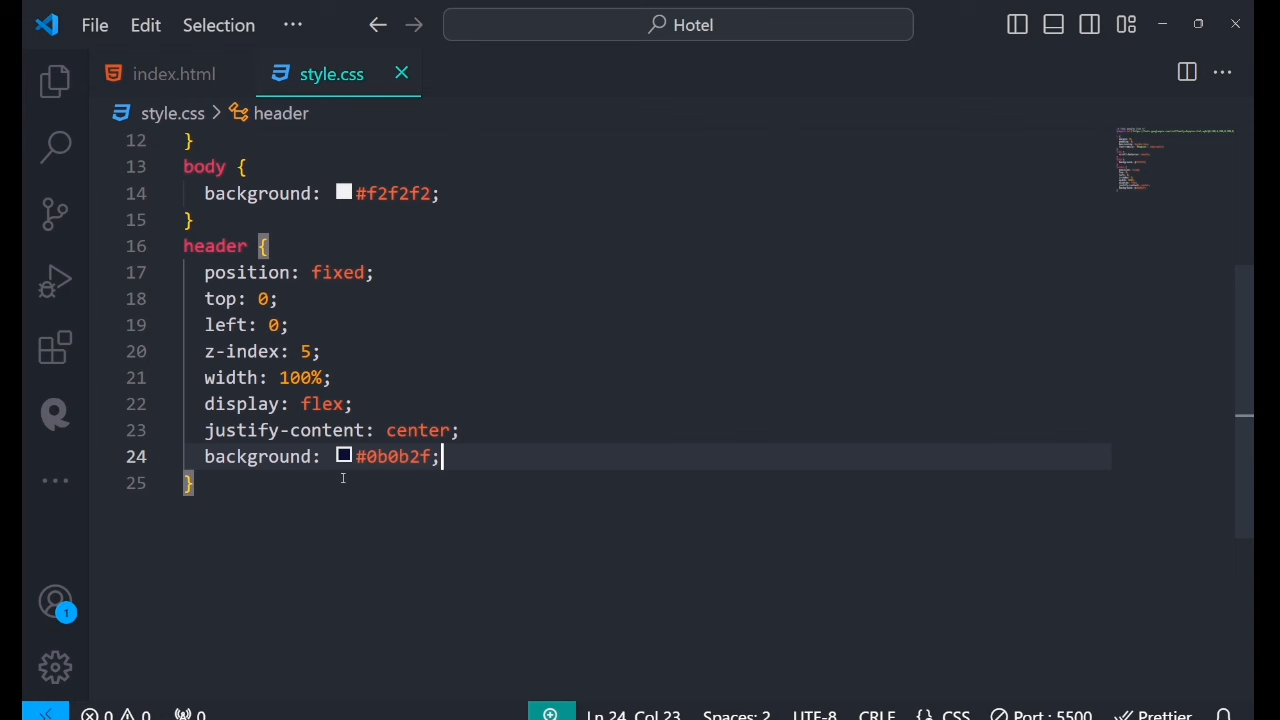 File Edit Selection ··· Hotel
index.html style.css
style.css > header
12 }
13 body {
14 background: #f2f2f2;
15 }
16 header {
17 position: fixed;
18 top: 0;
19 left: 0;
20 z-index: 5;
21 width: 100%;
22 display: flex;
23 justify-content: center;
24 background: #0b0b2f;
25 }
1
0 0 0 Ln 24, Col 23 Spaces: 2 UTF-8 CRLF {} CSS Port : 5500 Prettier